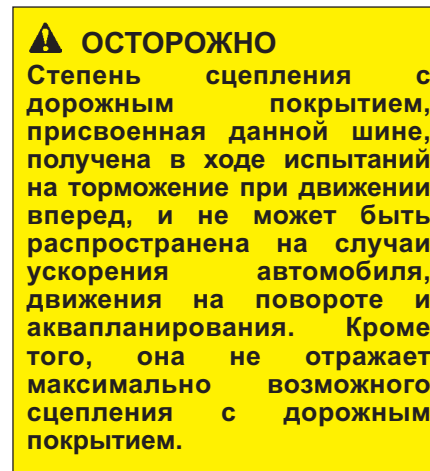 ОСТОРОЖНО
Степень сцепления с
дорожным покрытием,
присвоенная данной шине,
получена в ходе испытаний
на торможение при движении
вперед, и не может быть
распространена на случаи
ускорения автомобиля,
движения на повороте и
аквапланирования. Кроме
того, она не отражает
максимально возможного
сцепления с дорожным
покрытием.